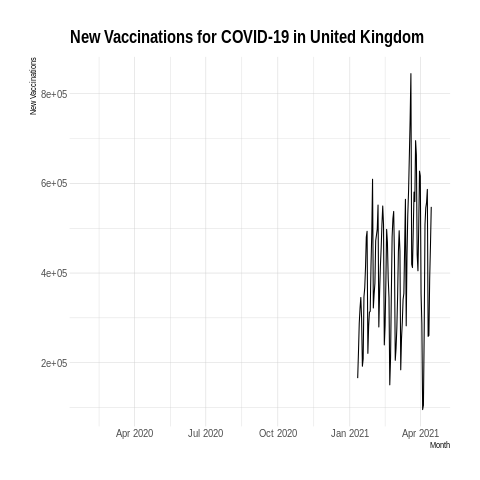 New Vaccinations for COVID-19 in United Kingdom
New Vaccinations
8e+05
6e+05
4e+05
2e+05
Apr 2020 Jul 2020 Oct 2020 Jan 2021 Apr 2021
Month